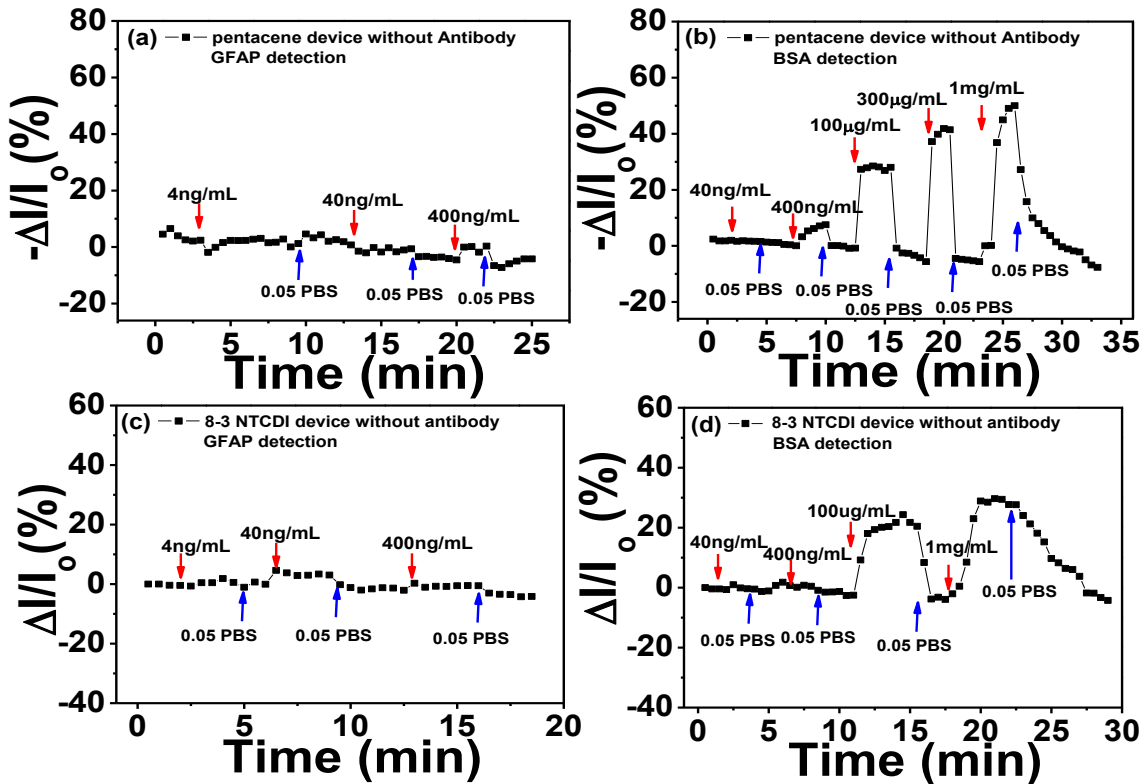 (a) pentacene device without Antibody
GFAP detection
-ΔI/Io (%)
60
40
20
0
-20
4ng/mL
40ng/mL
400ng/mL
0.05 PBS
0.05 PBS
0.05 PBS
0 5 10 15 20 25
Time (min)
(b) pentacene device without Antibody
BSA detection
-ΔI/Io (%)
80
60
40
20
0
-20
40ng/mL
400ng/mL
100μg/mL
300μg/mL
1mg/mL
0.05 PBS
0.05 PBS
0.05 PBS
0.05 PBS
0.05 PBS
0 5 10 15 20 25 30 35
Time (min)
(c) 8-3 NTCDI device without antibody
GFAP detection
ΔI/Io (%)
60
40
20
0
-20
-40
4ng/mL
40ng/mL
400ng/mL
0.05 PBS
0.05 PBS
0.05 PBS
0 5 10 15 20
Time (min)
(d) 8-3 NTCDI device without antibody
BSA detection
ΔI/I o (%)
60
40
20
0
-20
-40
40ng/mL
400ng/mL
100ug/mL
1mg/mL
0.05 PBS
0.05 PBS
0.05 PBS
0.05 PBS
0 5 10 15 20 25 30
Time (min)